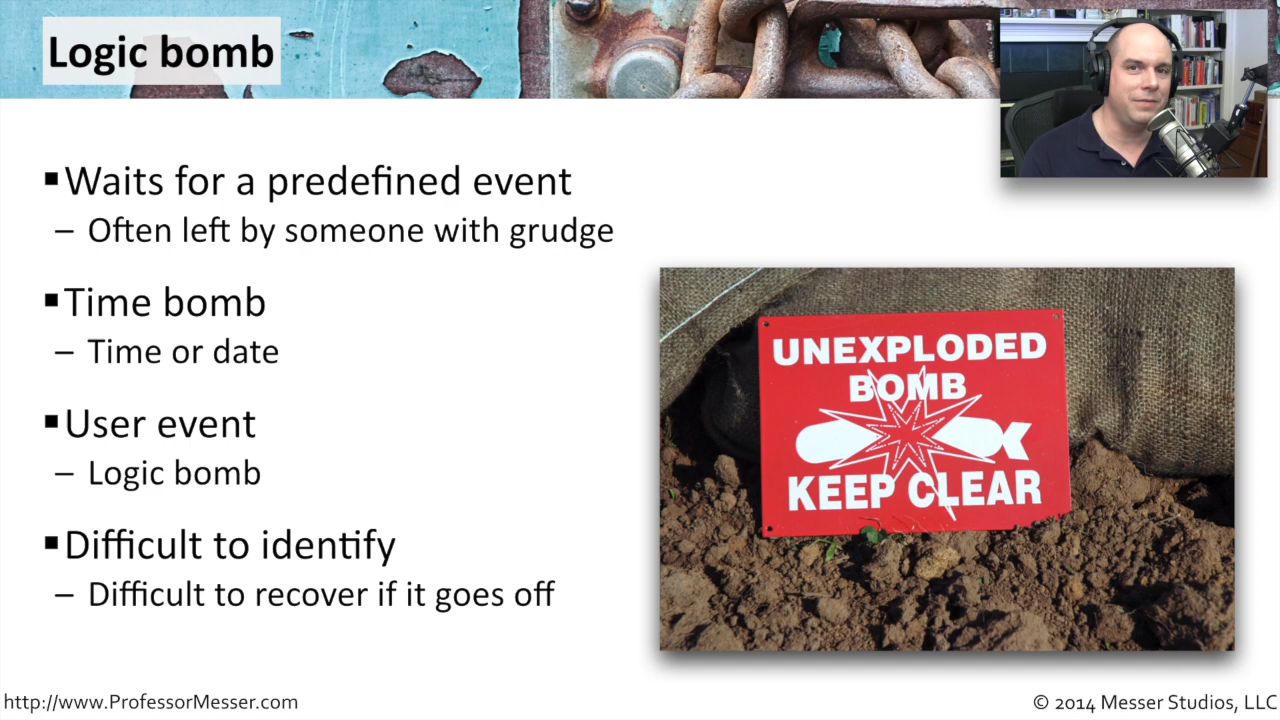 Logic bomb
▪Waits for a predefined event
– Often left by someone with grudge
▪Time bomb
– Time or date
▪User event
– Logic bomb
▪Difficult to identify
– Difficult to recover if it goes off
UNEXPLODED
BOMB
KEEP CLEAR
http://www.ProfessorMesser.com
© 2014 Messer Studios, LLC